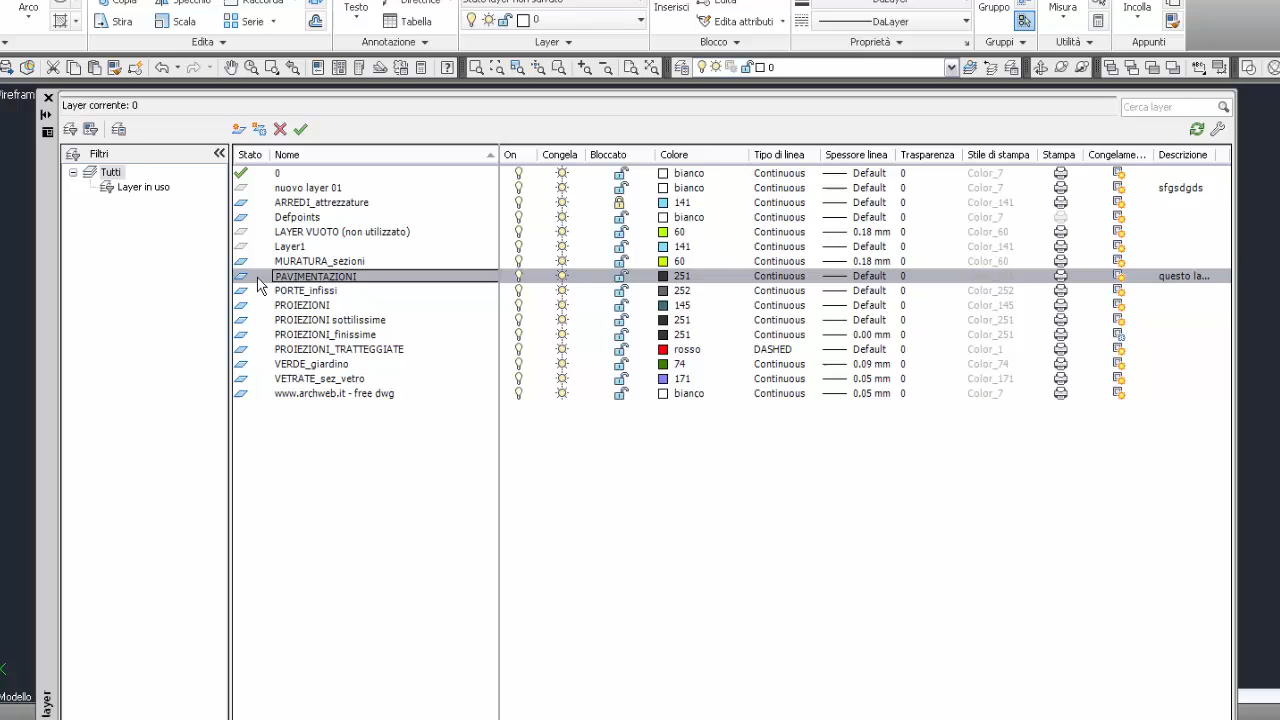 Arco Copia Specchio Raccorda Testo Direttrice Stato layer non salvato Inserisci Edita DaLayer Gruppo Misura Incolla
Stira Scala Serie Tabella 0 Edita attributi DaLayer
Edita Annotazione Layer Blocco Proprietà Gruppi Utilità Appunti
0
Wirefram
Layer corrente: 0
Cerca layer
Filtri
Tutti
Layer in uso
Stato Nome On Congela Bloccato Colore Tipo di linea Spessore linea Trasparenza Stile di stampa Stampa Congelame... Descrizione
0 bianco Continuous Default 0 Color_7
nuovo layer 01 bianco Continuous Default 0 Color_7 sfgsdgds
ARREDI_attrezzature 141 Continuous Default 0 Color_141
Defpoints bianco Continuous Default 0 Color_7
LAYER VUOTO (non utilizzato) 60 Continuous 0.18 mm 0 Color_60
Layer1 141 Continuous Default 0 Color_141
MURATURA_sezioni 60 Continuous 0.18 mm 0 Color_60
PAVIMENTAZIONI 251 Continuous Default 0 Color_251 questo la...
PORTE_infissi 252 Continuous Default 0 Color_252
PROIEZIONI 145 Continuous Default 0 Color_145
PROIEZIONI sottilissime 251 Continuous Default 0 Color_251
PROIEZIONI_finissime 251 Continuous 0.00 mm 0 Color_251
PROIEZIONI_TRATTEGGIATE rosso DASHED Default 0 Color_1
VERDE_giardino 74 Continuous 0.09 mm 0 Color_74
VETRATE_sez_vetro 171 Continuous 0.05 mm 0 Color_171
www.archweb.it - free dwg bianco Continuous 0.05 mm 0 Color_7
Modello
layer